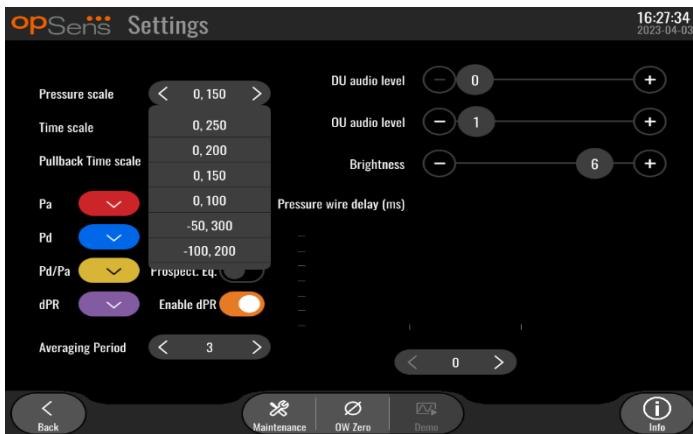 opSens Settings
16:27:34
2023-04-03
Pressure scale
0, 150
0, 250
0, 200
0, 150
0, 100
-50, 300
-100, 200
Time scale
Pullback Time scale
Pa
Pd
Pd/Pa
Prospect. Eq.
dPR
Enable dPR
Averaging Period
3
DU audio level
0
OU audio level
1
Brightness
6
Pressure wire delay (ms)
0
Back
Maintenance
OW Zero
Demo
Info